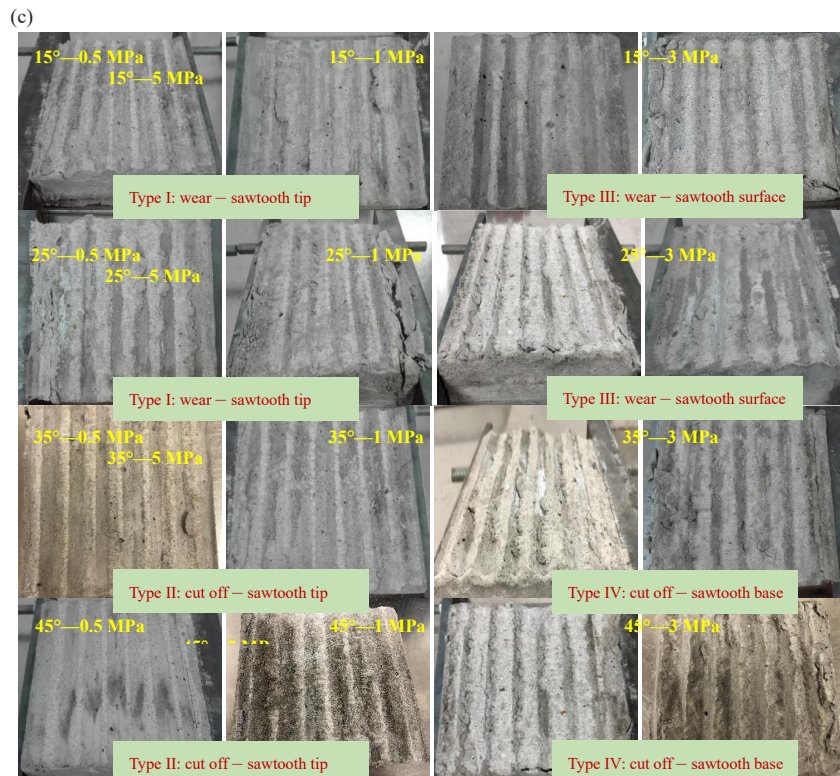 (c)
15°—0.5 MPa
15°—5 MPa
15°—1 MPa
15°—3 MPa
Type I: wear – sawtooth tip
Type III: wear – sawtooth surface
25°—0.5 MPa
25°—5 MPa
25°—1 MPa
25°—3 MPa
Type I: wear – sawtooth tip
Type III: wear – sawtooth surface
35°—0.5 MPa
35°—5 MPa
35°—1 MPa
35°—3 MPa
Type II: cut off – sawtooth tip
Type IV: cut off – sawtooth base
45°—0.5 MPa
45°—1 MPa
45°—3 MPa
Type II: cut off – sawtooth tip
Type IV: cut off – sawtooth base